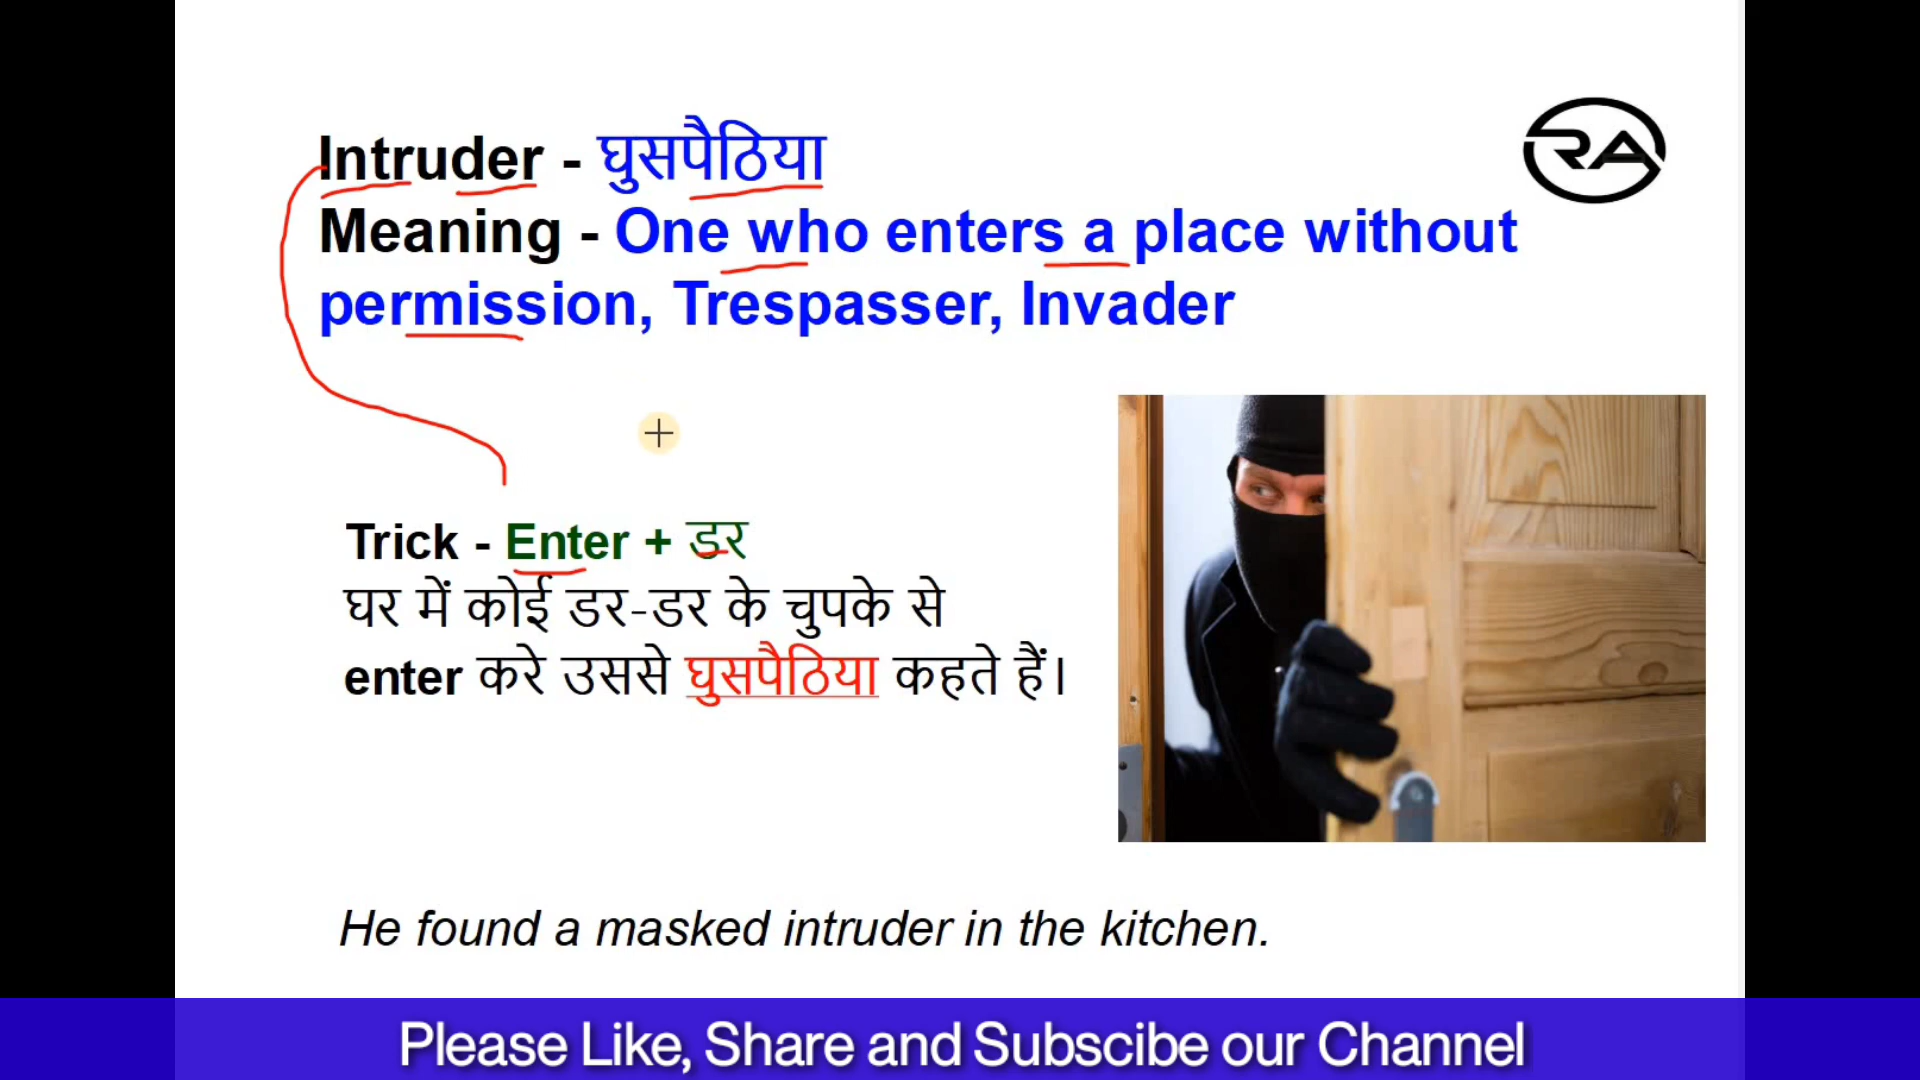 Intruder - घुसपैठिया
RA
Meaning - One who enters a place without
permission, Trespasser, Invader
Trick - Enter + डर
घर में कोई डर-डर के चुपके से
enter करे उससे घुसपैठिया कहते हैं।
He found a masked intruder in the kitchen.
Please Like, Share and Subscibe our Channel